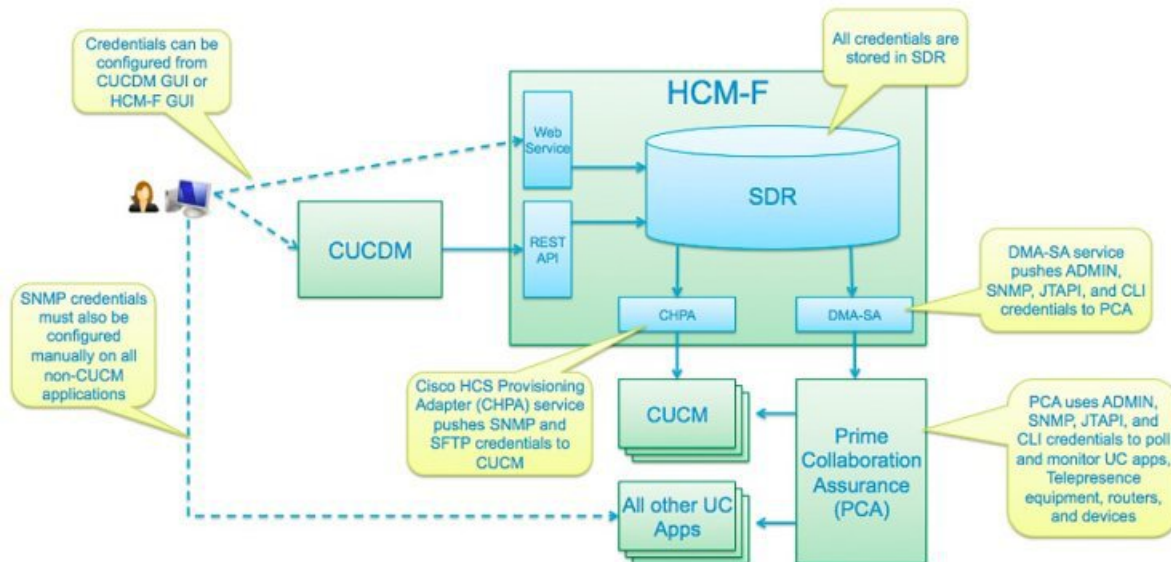 Credentials can be
configured from
CUCDM GUI or
HCM-F GUI
All credentials are
stored in SDR
HCM-F
Web
Service
SDR
REST
API
CUCDM
CHPA
DMA-SA
DMA-SA service
pushes ADMIN,
SNMP, JTAPI, and CLI
credentials to PCA
SNMP credentials
must also be
configured
manually on all
non-CUCM
applications
Cisco HCS Provisioning
Adapter (CHPA) service
pushes SNMP and
SFTP credentials to
CUCM
CUCM
Prime
Collaboration
Assurance
(PCA)
PCA uses ADMIN,
SNMP, JTAPI, and
CLI credentials to poll
and monitor UC apps,
Telepresence
equipment, routers,
and devices
All other UC
Apps